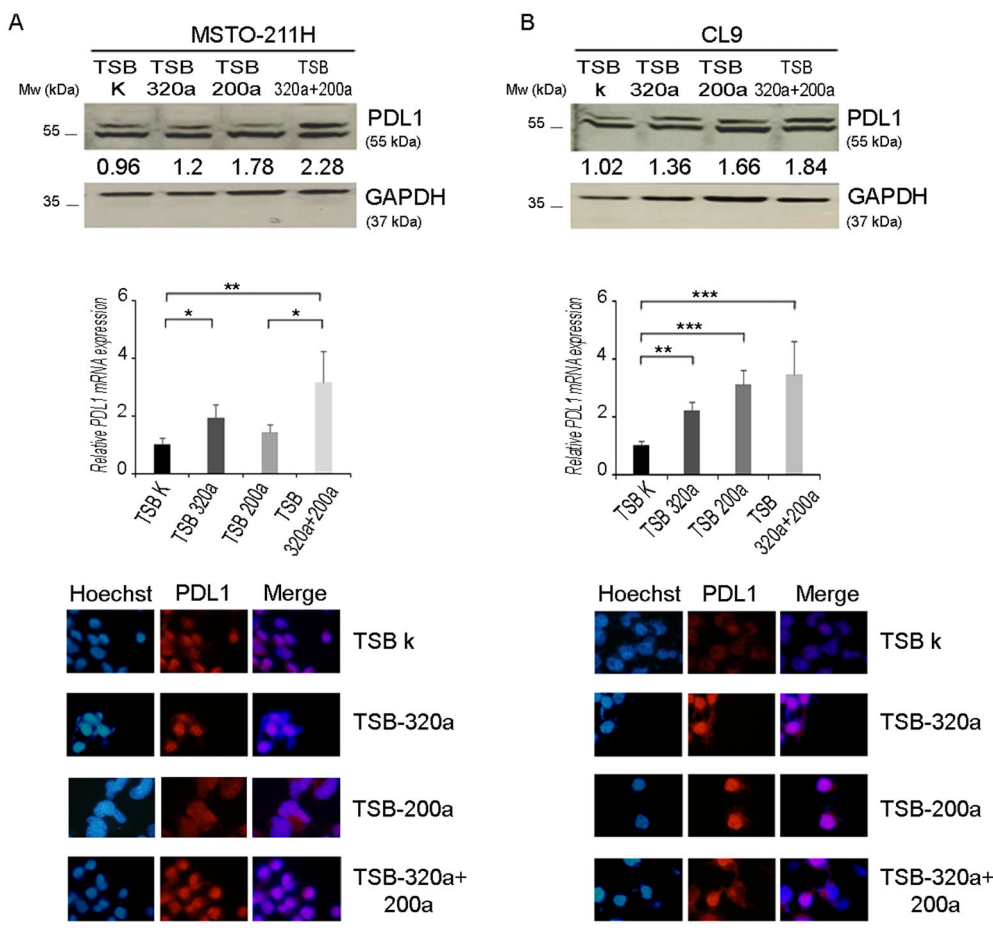 A
MSTO-211H
TSB TSB TSB TSB
Mw (kDa) K 320a 200a 320a+200a
55
PDL1
(55 kDa)
0.96 1.2 1.78 2.28
35
GAPDH
(37 kDa)
Relative PDL1 mRNA expression
6
4
2
0
**
* *
TSB K
TSB 320a
TSB 200a
TSB
320a+200a
Hoechst PDL1 Merge
TSB k
TSB-320a
TSB-200a
TSB-320a+
200a
B
CL9
TSB TSB TSB TSB
Mw (kDa) k 320a 200a 320a+200a
55
PDL1
(55 kDa)
1.02 1.36 1.66 1.84
35
GAPDH
(37 kDa)
Relative PDL1 mRNA expression
6
4
2
0
***
***
**
TSB K
TSB 320a
TSB 200a
TSB
320a+200a
Hoechst PDL1 Merge
TSB k
TSB-320a
TSB-200a
TSB-320a+
200a